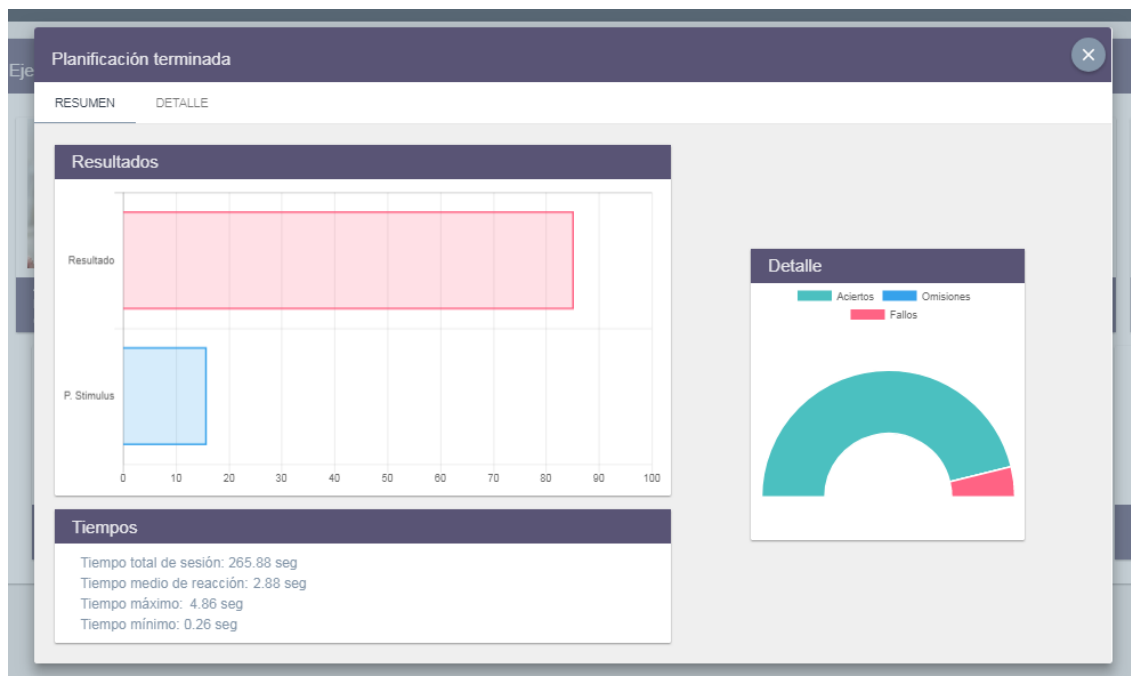 Planificación terminada
Eje
RESUMEN DETALLE
Resultados
Resultado
P. Stimulus
0 10 20 30 40 50 60 70 80 90 100
Detalle
Aciertos Omisiones
Fallos
Tiempos
Tiempo total de sesión: 265.88 seg
Tiempo medio de reacción: 2.88 seg
Tiempo máximo: 4.86 seg
Tiempo mínimo: 0.26 seg